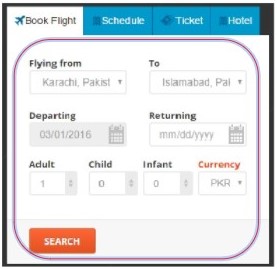 Book Flight Schedule Ticket Hotel
Flying from To
Karachi, Pakist Islamabad, Pai
Departing Returning
03/01/2016 mm/dd/yyyy
Adult Child Infant Currency
1 0 0 PKR
SEARCH